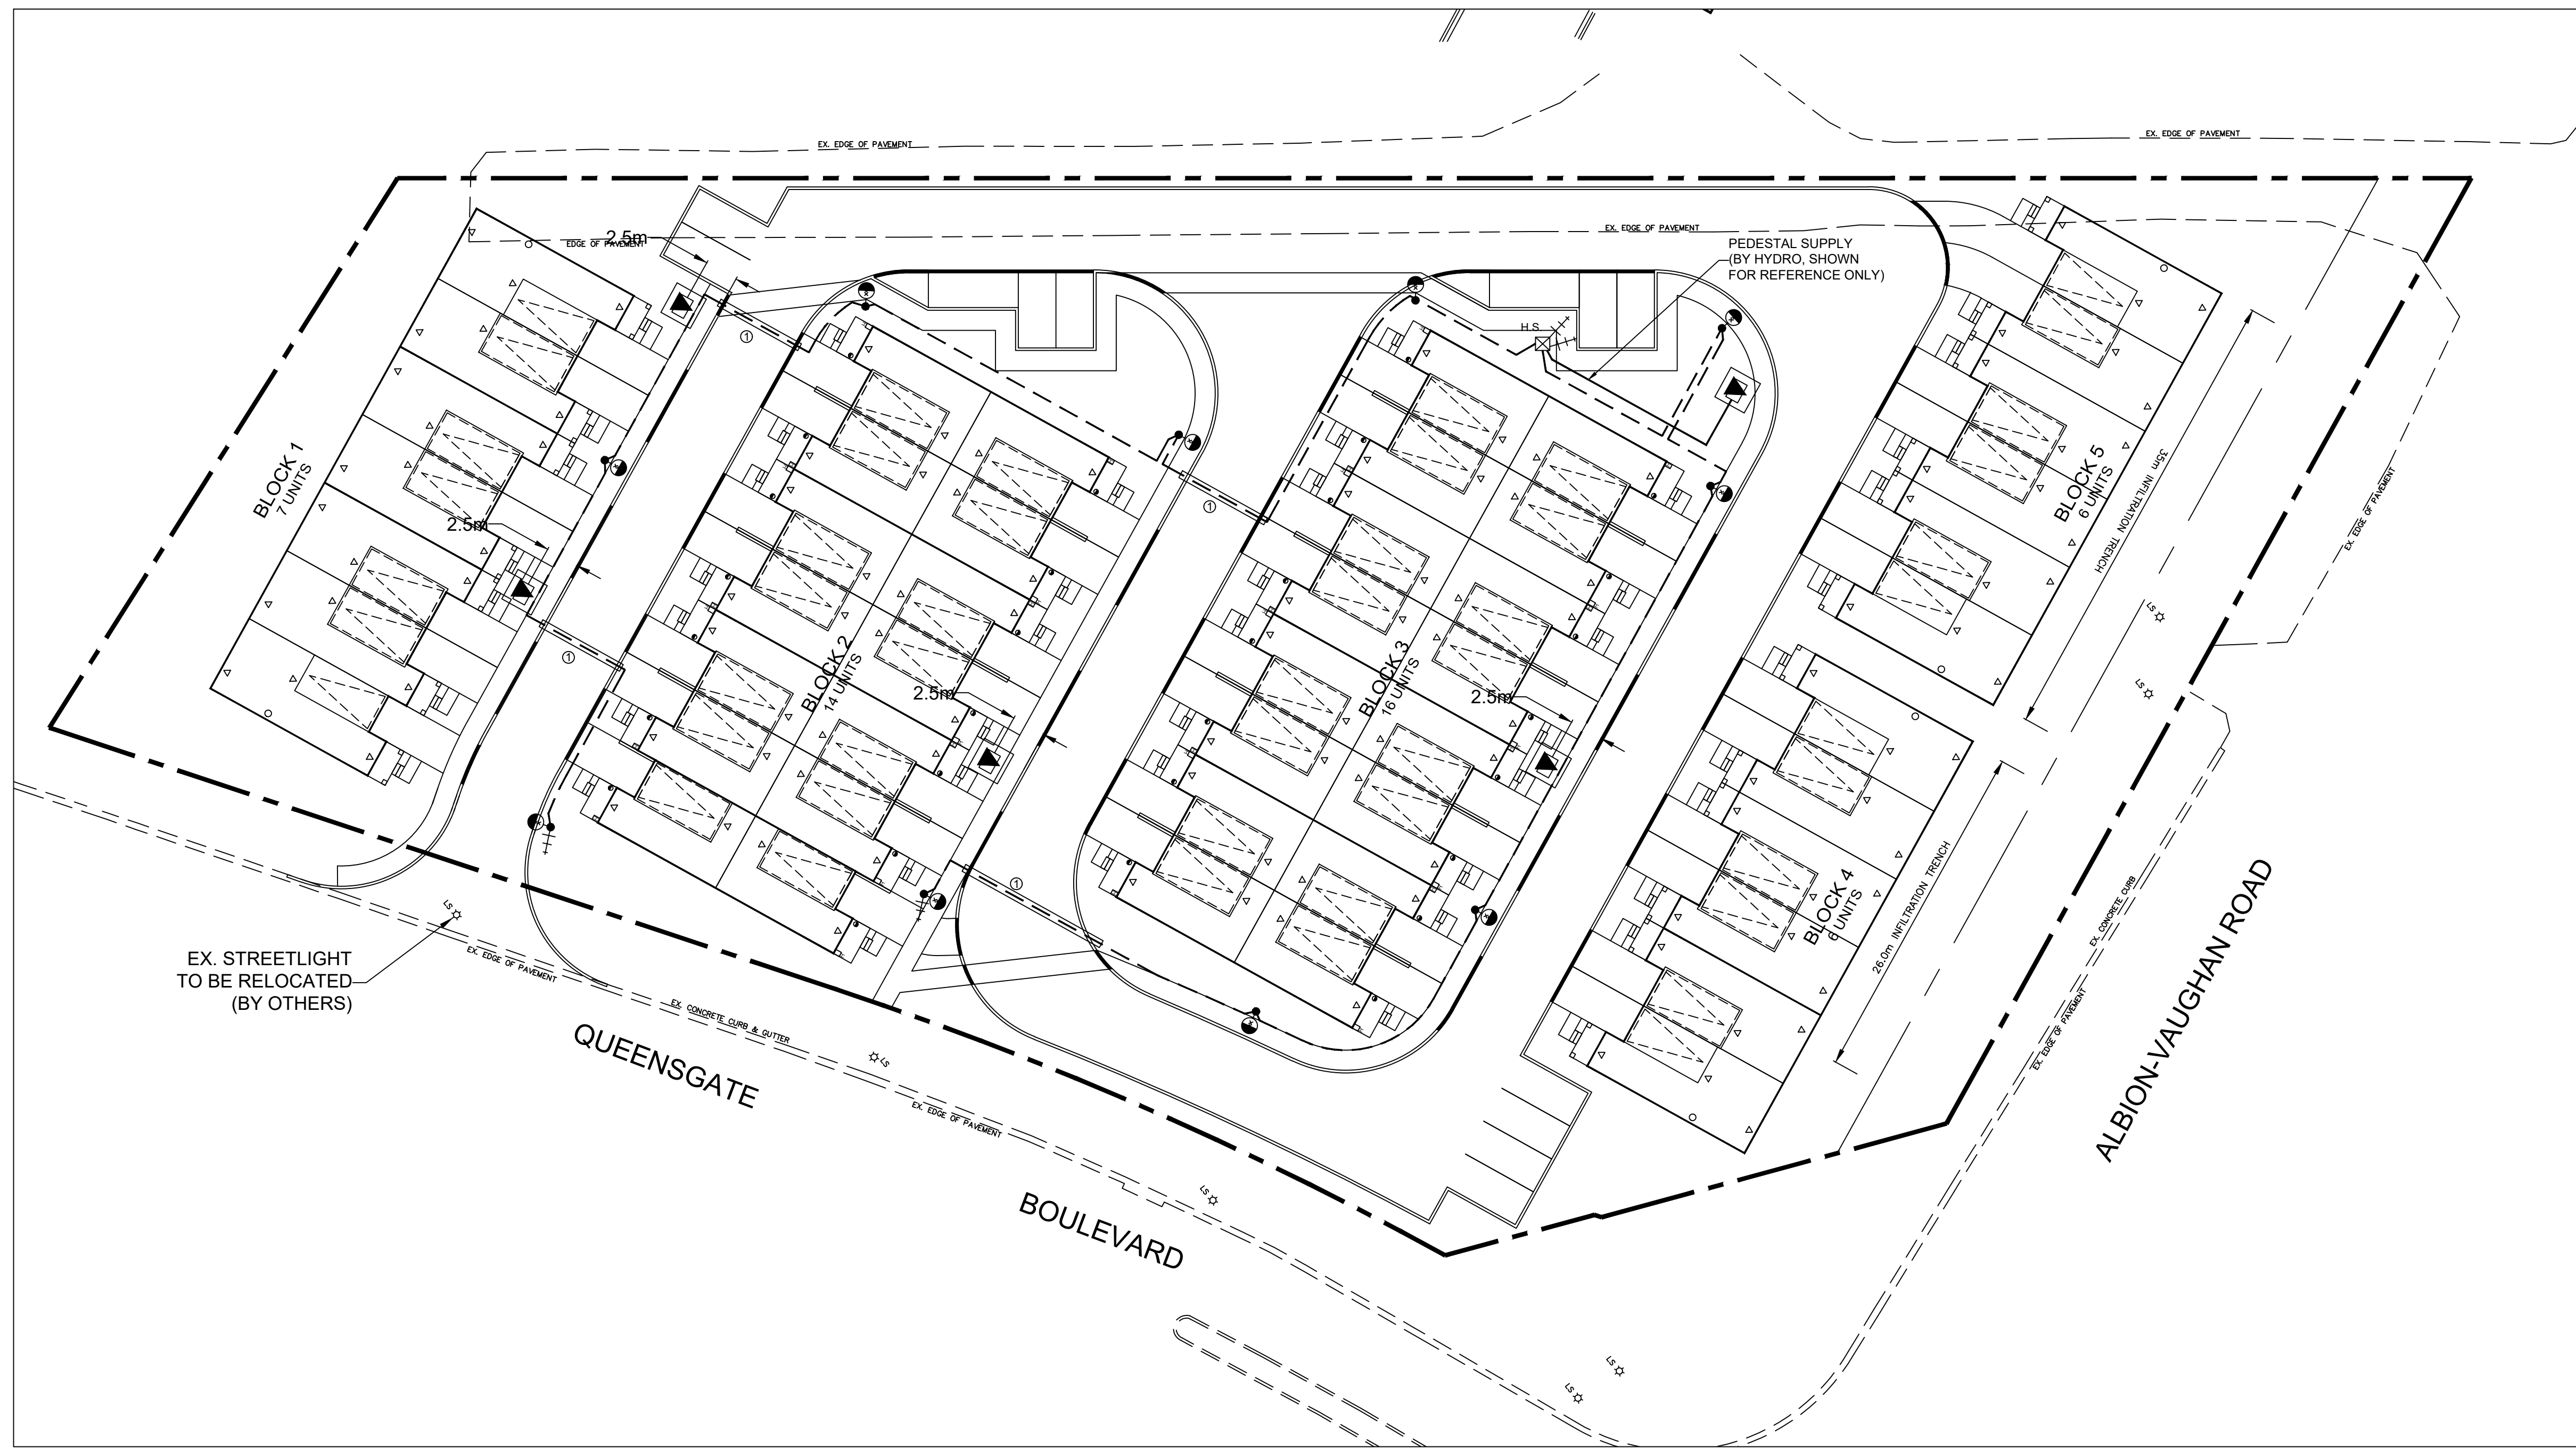 EX. EDGE OF PAVEMENT
EX. EDGE OF PAVEMENT
2.5m
EDGE OF PAVEMENT
EX. EDGE OF PAVEMENT
PEDESTAL SUPPLY
(BY HYDRO, SHOWN
FOR REFERENCE ONLY)
H.S.
1
BLOCK 1
7 UNITS
2.5m
1
1
BLOCK 5
6 UNITS
35m INFILTRATION TRENCH
EX. EDGE OF PAVEMENT
LS
LS
1
BLOCK 2
14 UNITS
2.5m
BLOCK 3
16 UNITS
2.5m
BLOCK 4
6 UNITS
26.0m INFILTRATION TRENCH
EX. CONCRETE CURB
EX. EDGE OF PAVEMENT
ALBION-VAUGHAN ROAD
LS
EX. STREETLIGHT
TO BE RELOCATED
(BY OTHERS)
EX. EDGE OF PAVEMENT
EX. CONCRETE CURB & GUTTER
LS
QUEENSGATE
EX. EDGE OF PAVEMENT
LS
BOULEVARD
LS
LS